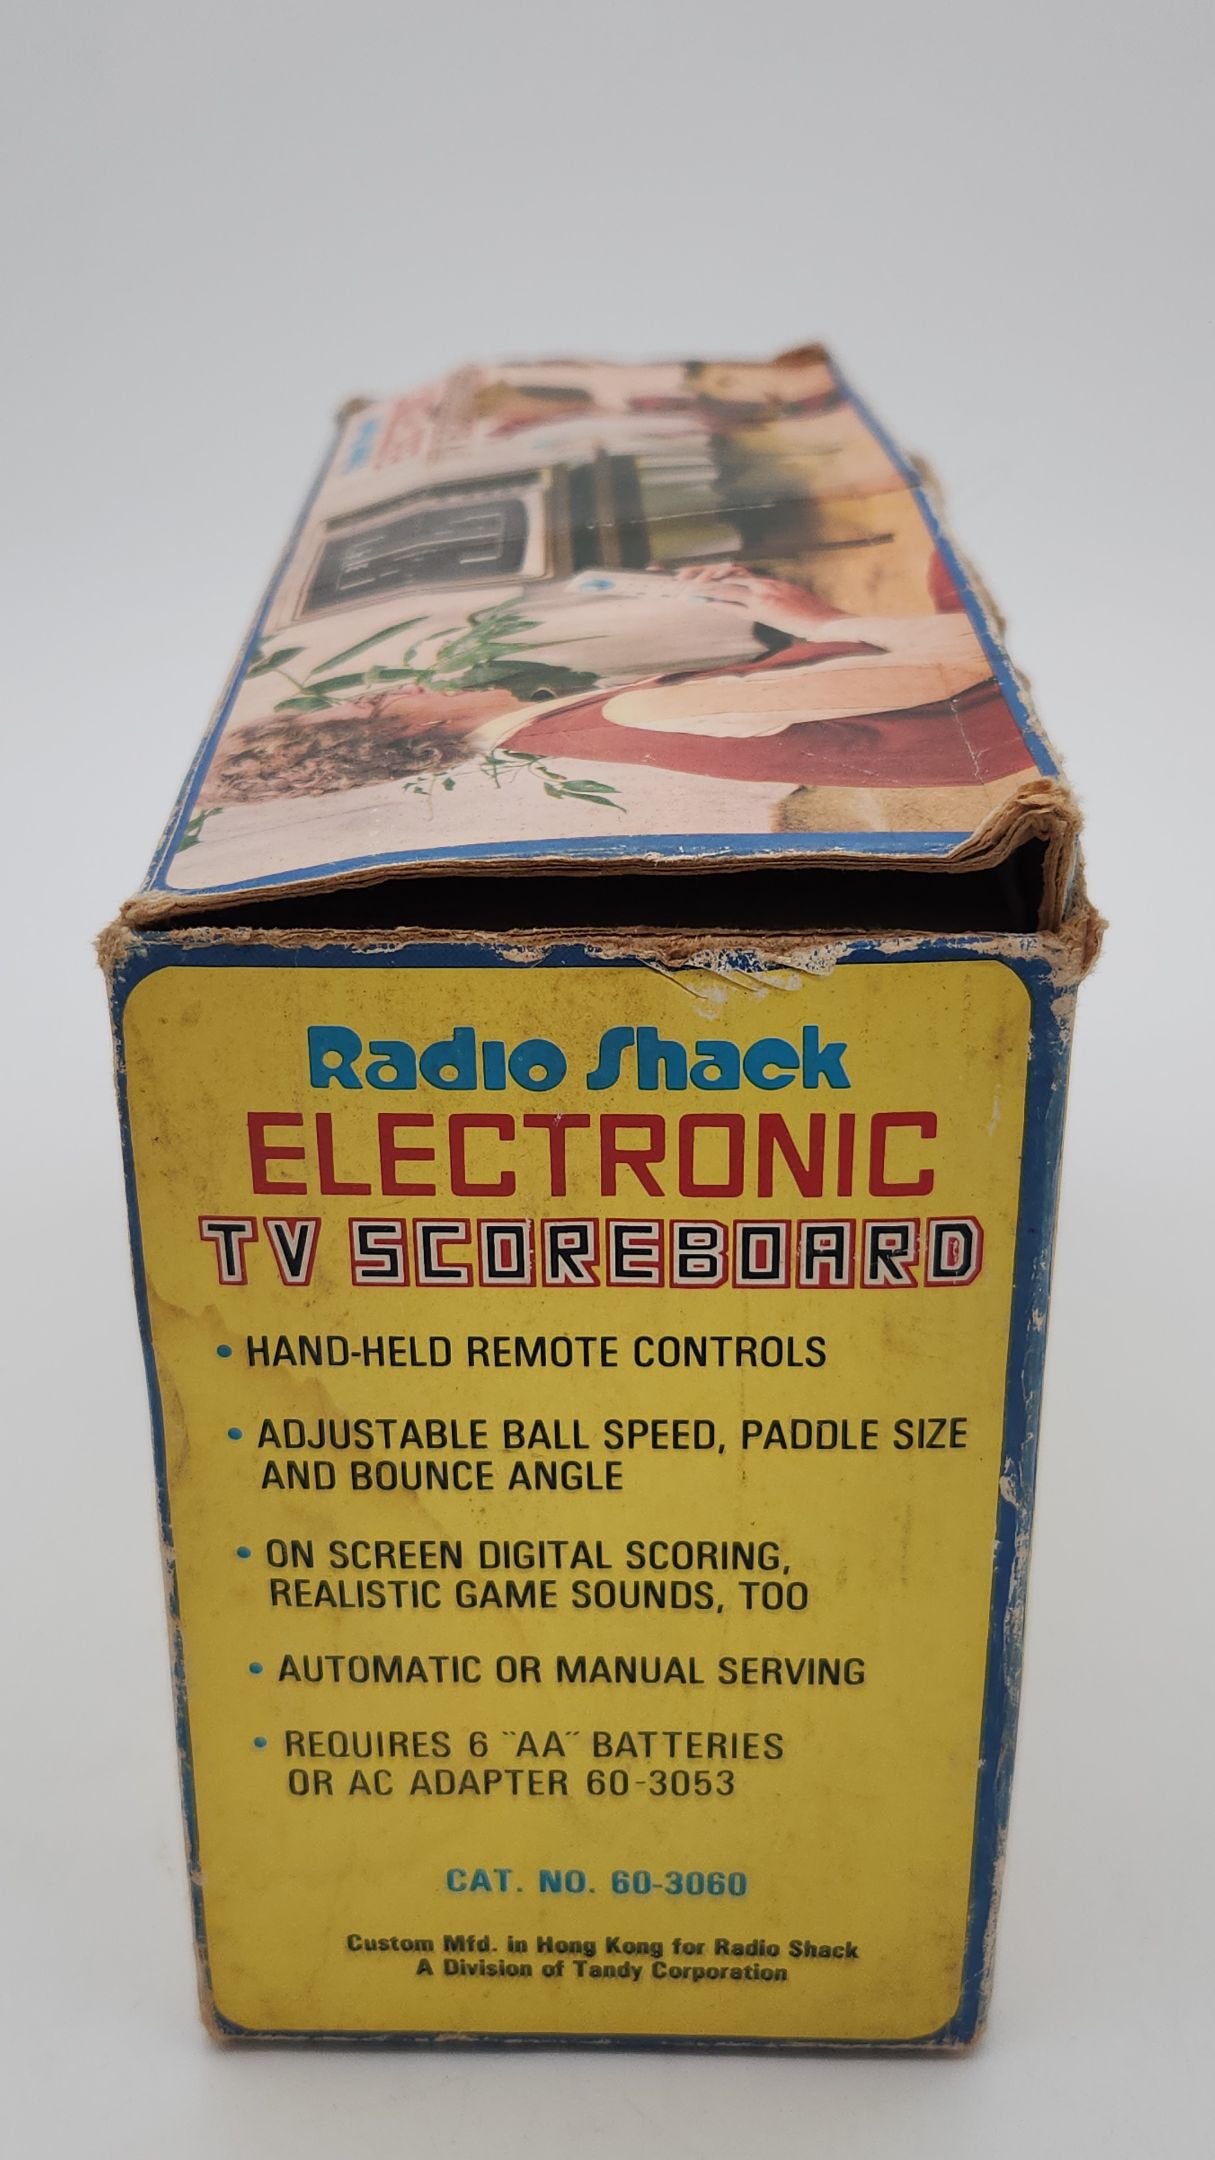 Radio Shack
ELECTRONIC
TV SCOREBOARD
• HAND-HELD REMOTE CONTROLS
• ADJUSTABLE BALL SPEED, PADDLE SIZE
AND BOUNCE ANGLE
• ON SCREEN DIGITAL SCORING,
REALISTIC GAME SOUNDS, TOO
• AUTOMATIC OR MANUAL SERVING
• REQUIRES 6 "AA" BATTERIES
OR AC ADAPTER 60-3053
CAT. NO. 60-3060
Custom Mfd. in Hong Kong for Radio Shack
A Division of Tandy Corporation